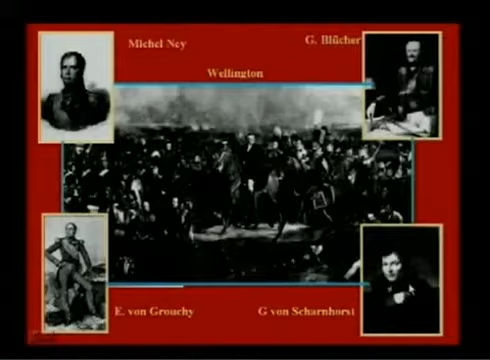 Michel Ney
G. Blücher
Wellington
E. von Grouchy
G von Scharnhorst